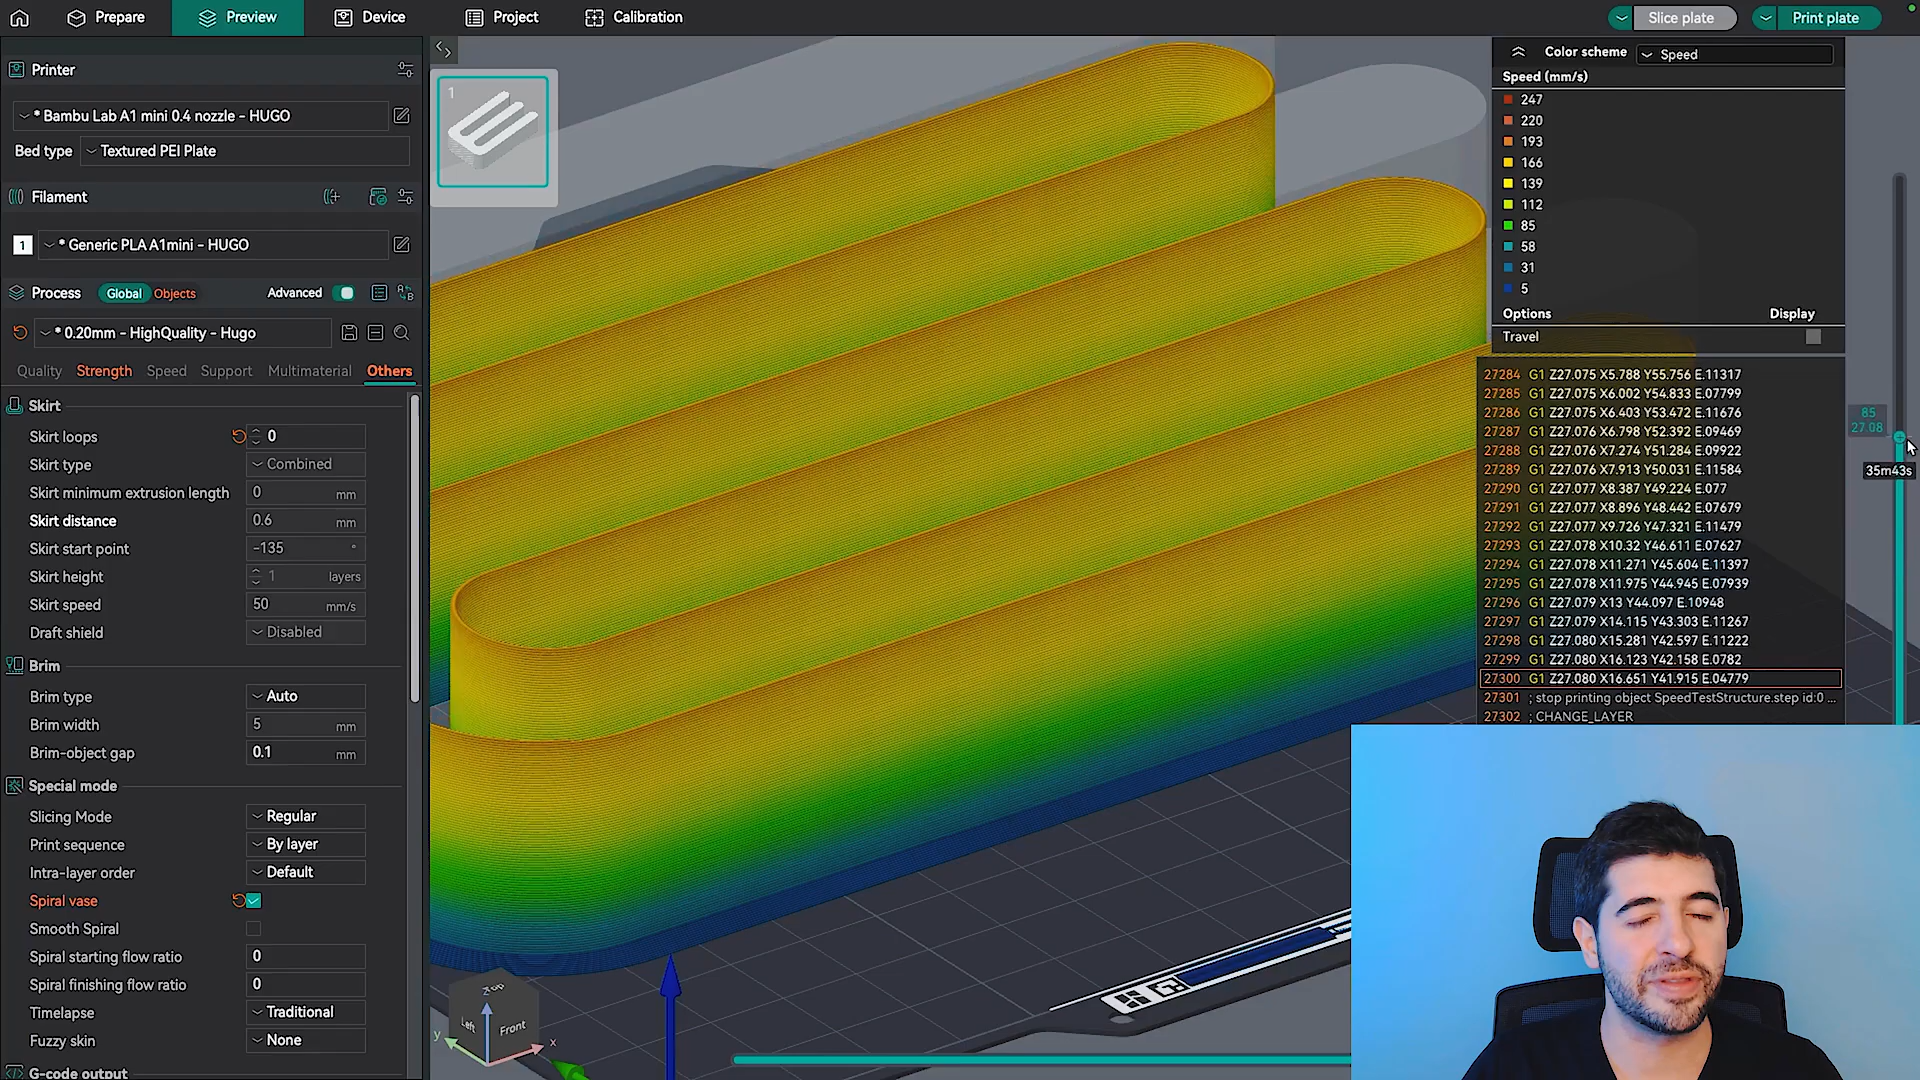 Prepare
Preview
Device
Project
Calibration
Slice plate
Print plate
Printer
* Bambu Lab A1 mini 0.4 nozzle - HUGO
Bed type
Textured PEI Plate
Filament
1
* Generic PLA A1mini - HUGO
Process
Global
Objects
Advanced
* 0.20mm - HighQuality - Hugo
Quality
Strength
Speed
Support
Multimaterial
Others
Skirt
Skirt loops
0
Skirt type
Combined
Skirt minimum extrusion length
0 mm
Skirt distance
0.6 mm
Skirt start point
-135 °
Skirt height
1 layers
Skirt speed
50 mm/s
Draft shield
Disabled
Brim
Brim type
Auto
Brim width
5 mm
Brim-object gap
0.1 mm
Special mode
Slicing Mode
Regular
Print sequence
By layer
Intra-layer order
Default
Spiral vase
Smooth Spiral
Spiral starting flow ratio
0
Spiral finishing flow ratio
0
Timelapse
Traditional
Fuzzy skin
None
G-code output
1
Top
Left
Front
z
y
x
Color scheme
Speed
Speed (mm/s)
247
220
193
166
139
112
85
58
31
5
Options Display
Travel
27284 G1 Z27.075 X5.788 Y55.756 E.11317
27285 G1 Z27.075 X6.002 Y54.833 E.07799
27286 G1 Z27.075 X6.403 Y53.472 E.11676
27287 G1 Z27.076 X6.798 Y52.392 E.09469
27288 G1 Z27.076 X7.274 Y51.284 E.09922
27289 G1 Z27.076 X7.913 Y50.031 E.11584
27290 G1 Z27.077 X8.387 Y49.224 E.077
27291 G1 Z27.077 X8.896 Y48.442 E.07679
27292 G1 Z27.077 X9.726 Y47.321 E.11479
27293 G1 Z27.078 X10.32 Y46.611 E.07627
27294 G1 Z27.078 X11.271 Y45.604 E.11397
27295 G1 Z27.078 X11.975 Y44.945 E.07939
27296 G1 Z27.079 X13 Y44.097 E.10948
27297 G1 Z27.079 X14.115 Y43.303 E.11267
27298 G1 Z27.080 X15.281 Y42.597 E.11222
27299 G1 Z27.080 X16.123 Y42.158 E.0782
27300 G1 Z27.080 X16.651 Y41.915 E.04779
27301 ; stop printing object SpeedTestStructure.step id:0 ...
27302 ; CHANGE_LAYER
85
27.08
35m43s